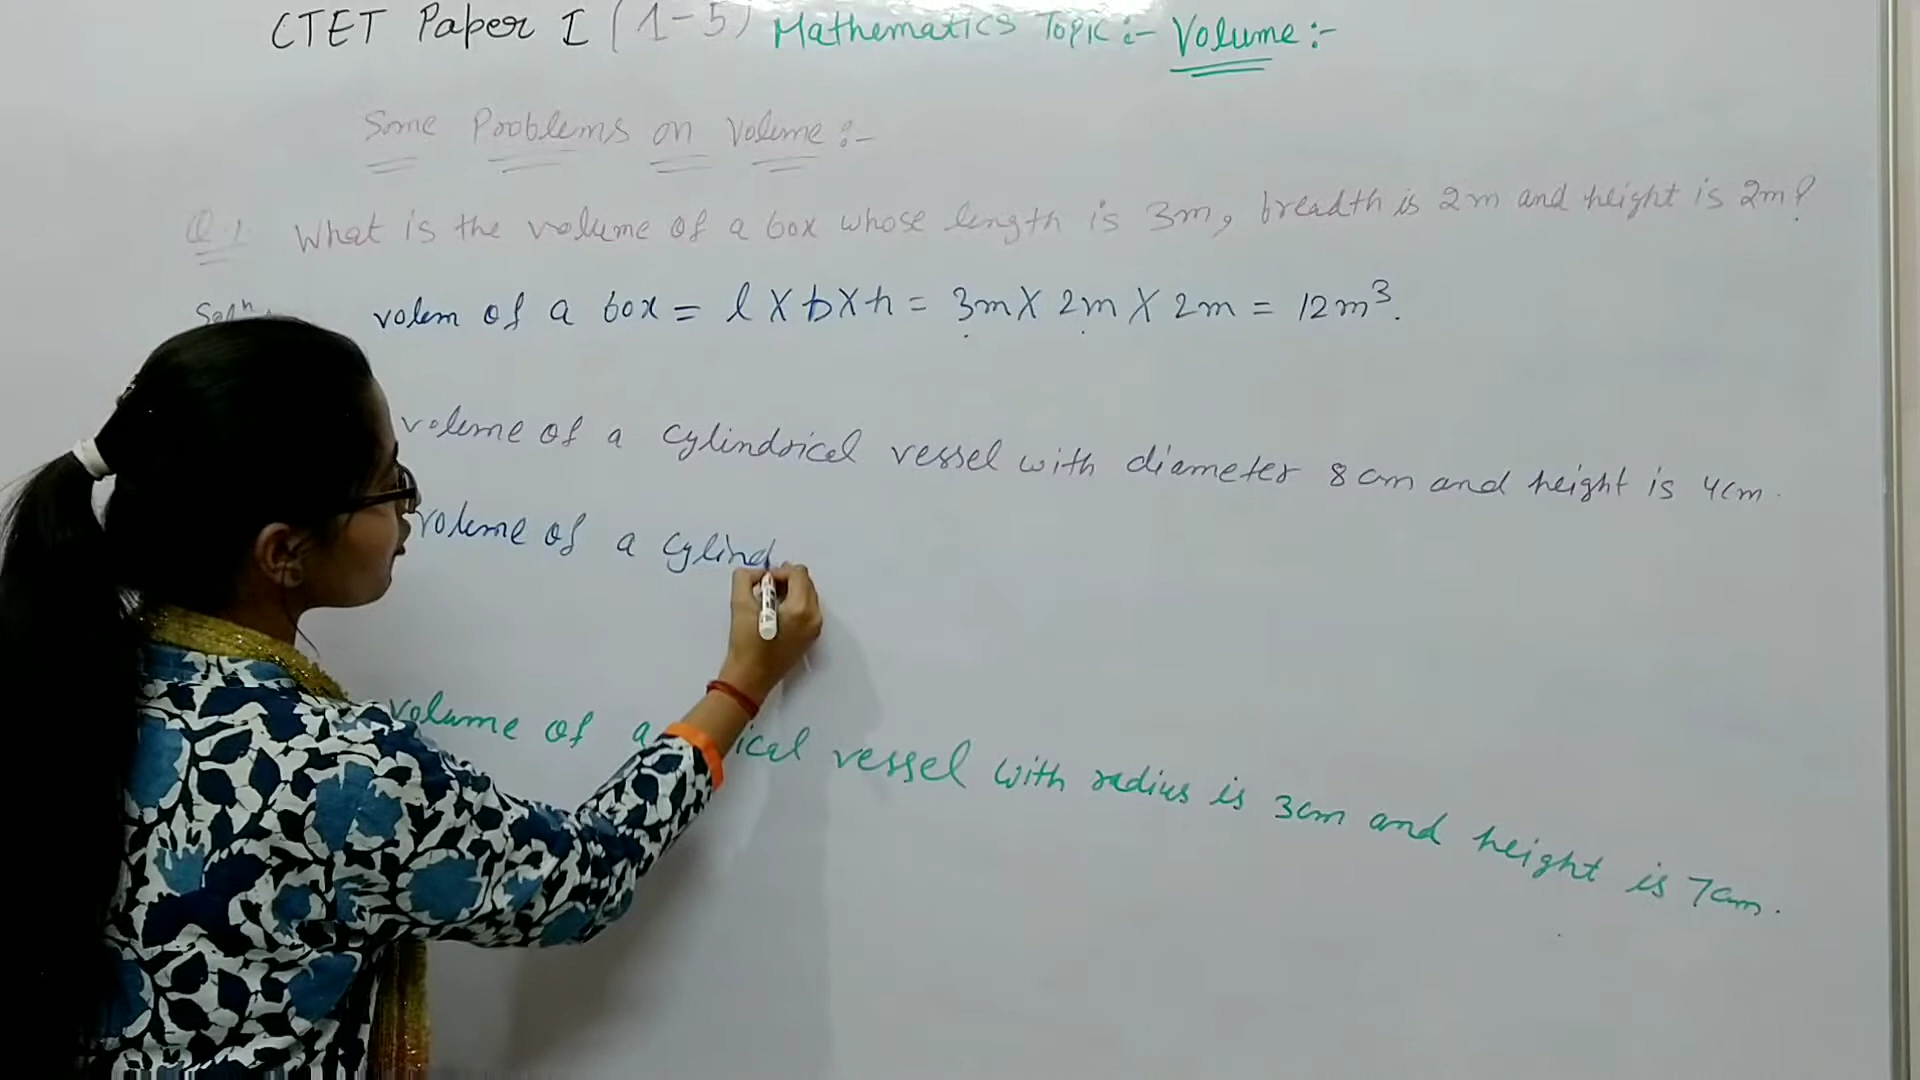 CTET Paper I (1-5) Mathematics Topic:- Volume:-
Some Problems on Volume:-
Q.1. What is the volume of a box whose length is 3m, breadth is 2m and height is 2m?
Solⁿ
volem of a box = l X b X h = 3m X 2m X 2m = 12m³.
volume of a cylindrical vessel with diameter 8cm and height is 4cm.
volume of a cylind
volume of a ical vessel with radius is 3cm and height is 7cm.